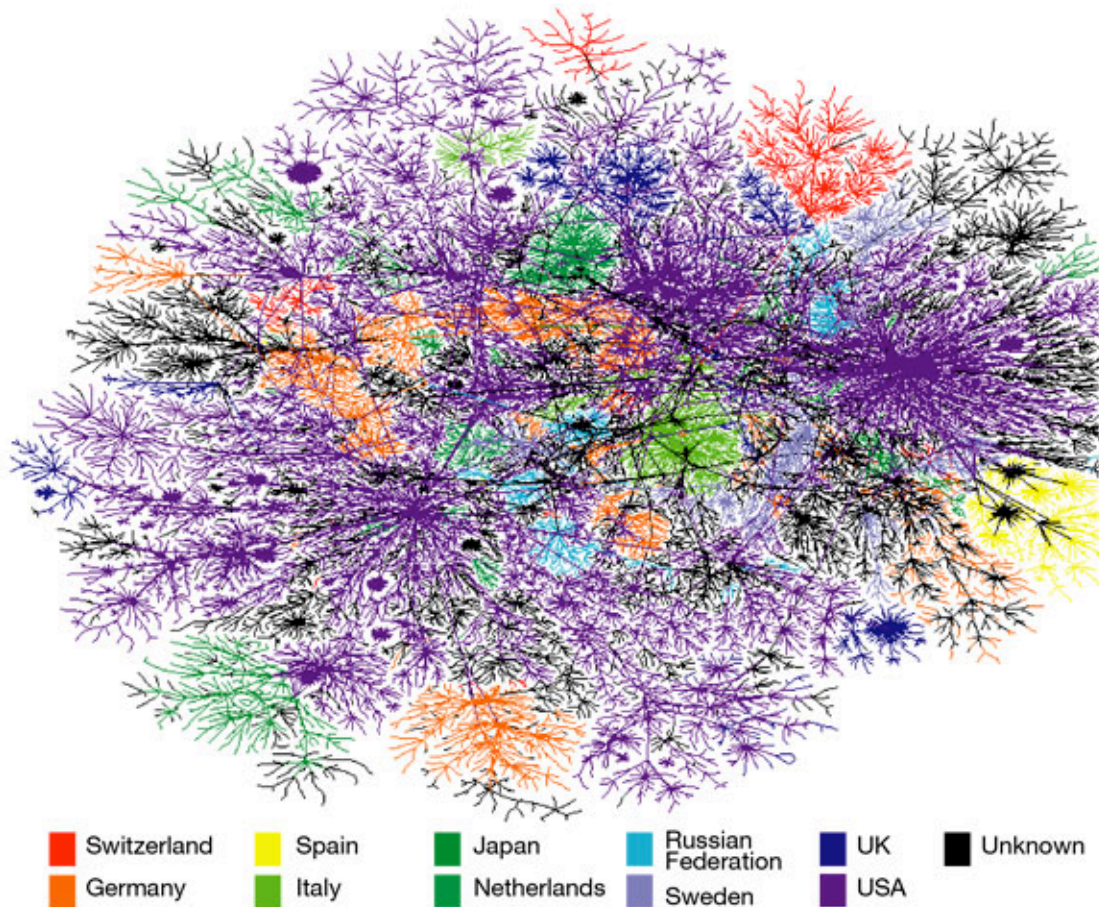 Switzerland
Spain
Japan
Russian
Federation
UK
Unknown
Germany
Italy
Netherlands
Sweden
USA